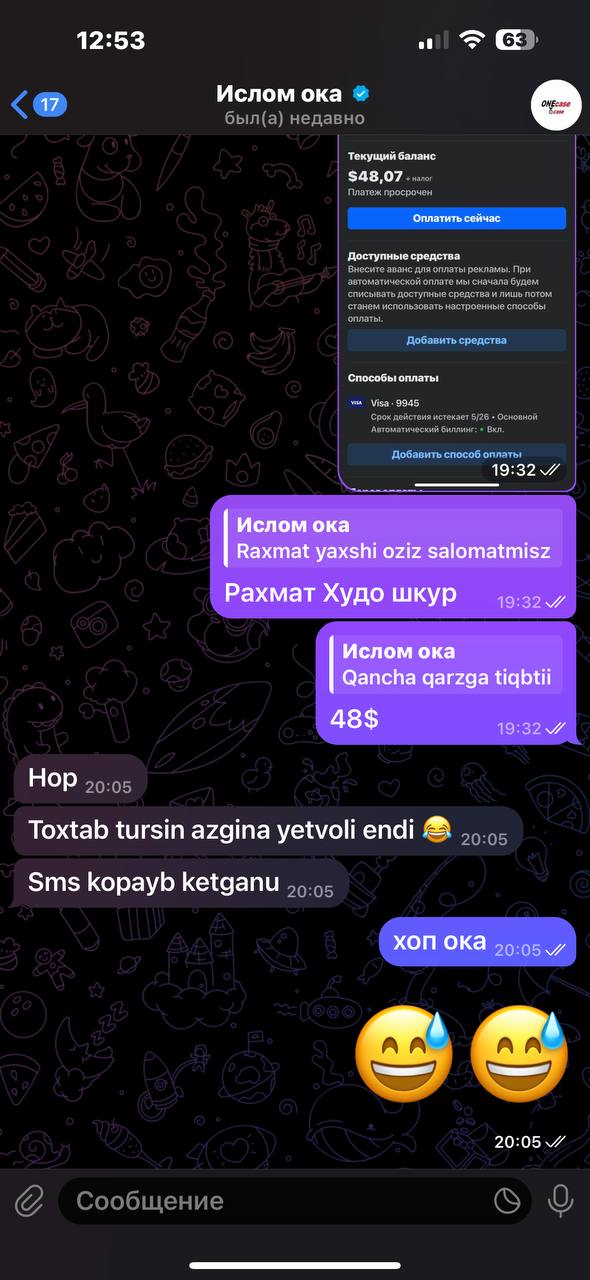 12:53
63
17
Ислом ока
был(а) недавно
ONEcase
case
Текущий баланс
$48,07 + налог
Платеж просрочен
Оплатить сейчас
Доступные средства
Внесите аванс для оплаты рекламы. При
автоматической оплате мы сначала будем
списывать доступные средства и лишь потом
станем использовать настроенные способы
оплаты.
Добавить средства
Способы оплаты
VISA
Visa · 9945
Срок действия истекает 5/26 • Основной
Автоматический биллинг: • Вкл.
Добавить способ оплаты
19:32
Ислом ока
Raxmat yaxshi oziz salomatmisz
Рахмат Худо шкур
19:32
Ислом ока
Qancha qarzga tiqbtii
48$
19:32
Hop 20:05
Toxtab tursin azgina yetvoli endi 😂 20:05
Sms kopayb ketganu 20:05
хоп ока 20:05
😅😅
20:05
Сообщение